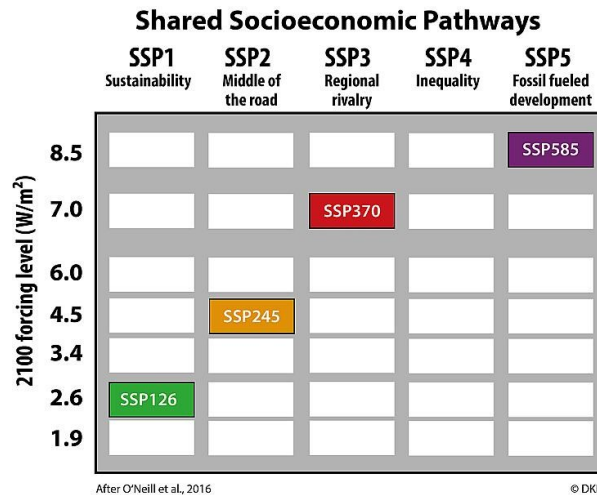 Shared Socioeconomic Pathways
SSP1 SSP2 SSP3 SSP4 SSP5
Sustainability Middle of Regional Inequality Fossil fueled
the road rivalry development
2100 forcing level (W/m²)
8.5 SSP585
7.0 SSP370
6.0
4.5 SSP245
3.4
2.6 SSP126
1.9
After O'Neill et al., 2016 © DK